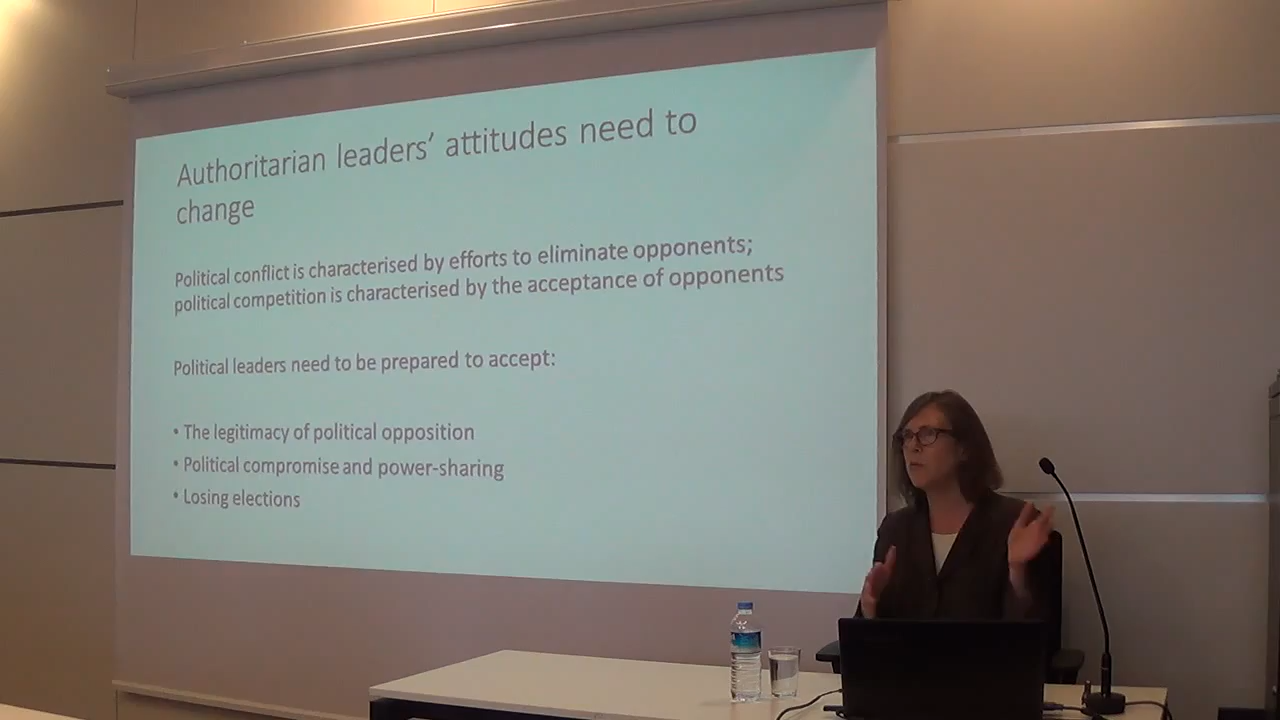 Authoritarian leaders’ attitudes need to
change
Political conflict is characterised by efforts to eliminate opponents;
political competition is characterised by the acceptance of opponents
Political leaders need to be prepared to accept:
• The legitimacy of political opposition
• Political compromise and power-sharing
• Losing elections